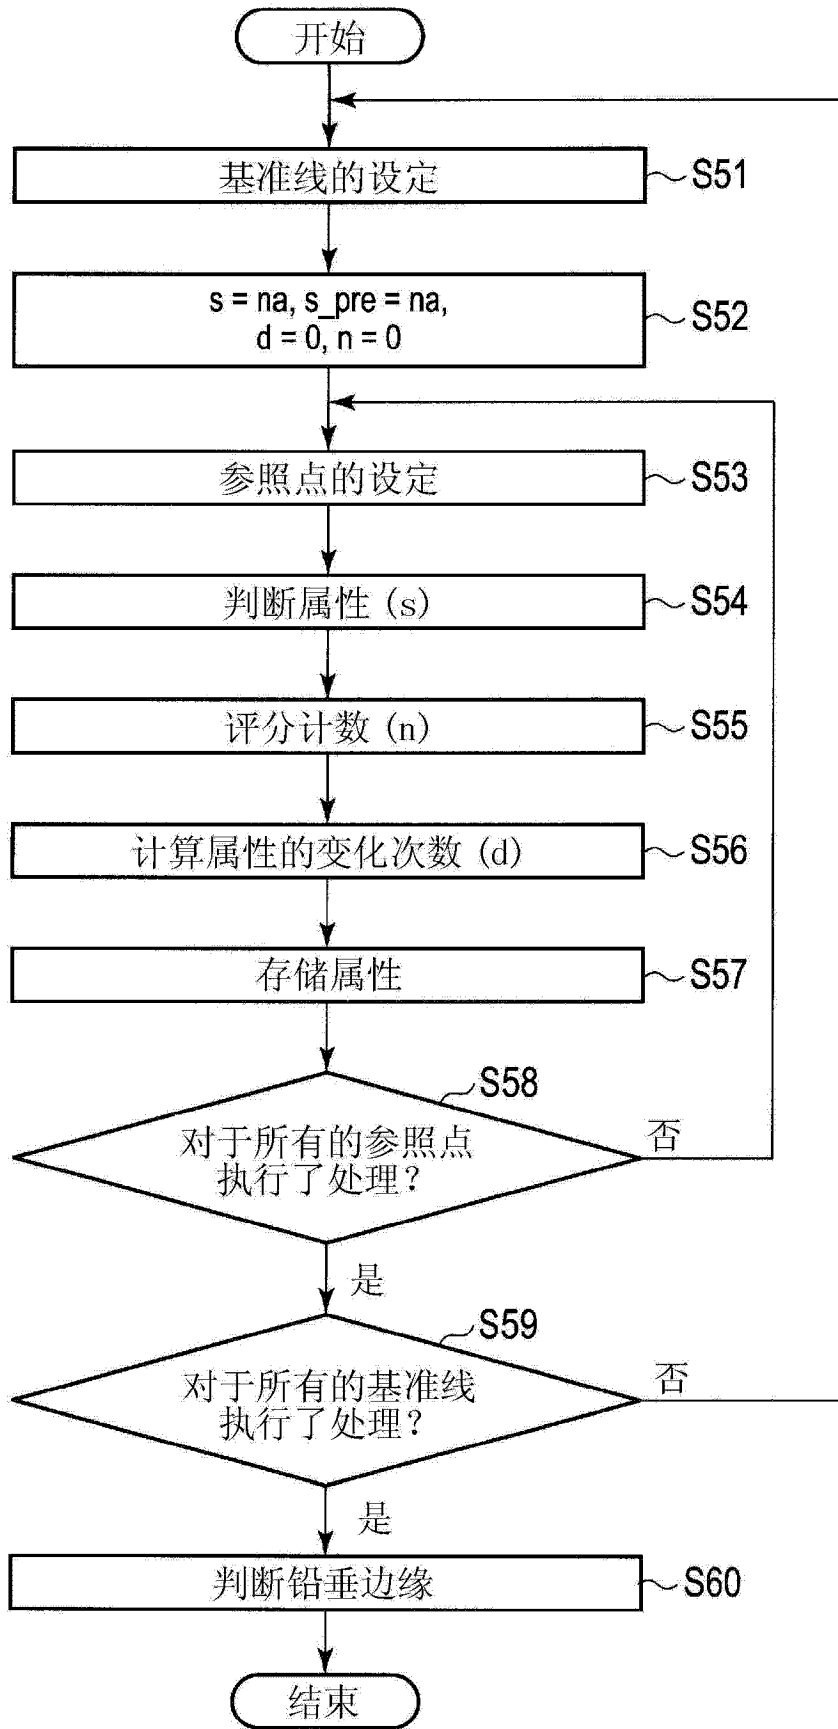 开始
基准线的设定
S51
s = na, s_pre = na,
d = 0, n = 0
S52
参照点的设定
S53
判断属性 (s)
S54
评分计数 (n)
S55
计算属性的变化次数 (d)
S56
存储属性
S57
S58
对于所有的参照点
执行了处理？
否
是
S59
对于所有的基准线
执行了处理？
否
是
判断铅垂边缘
S60
结束